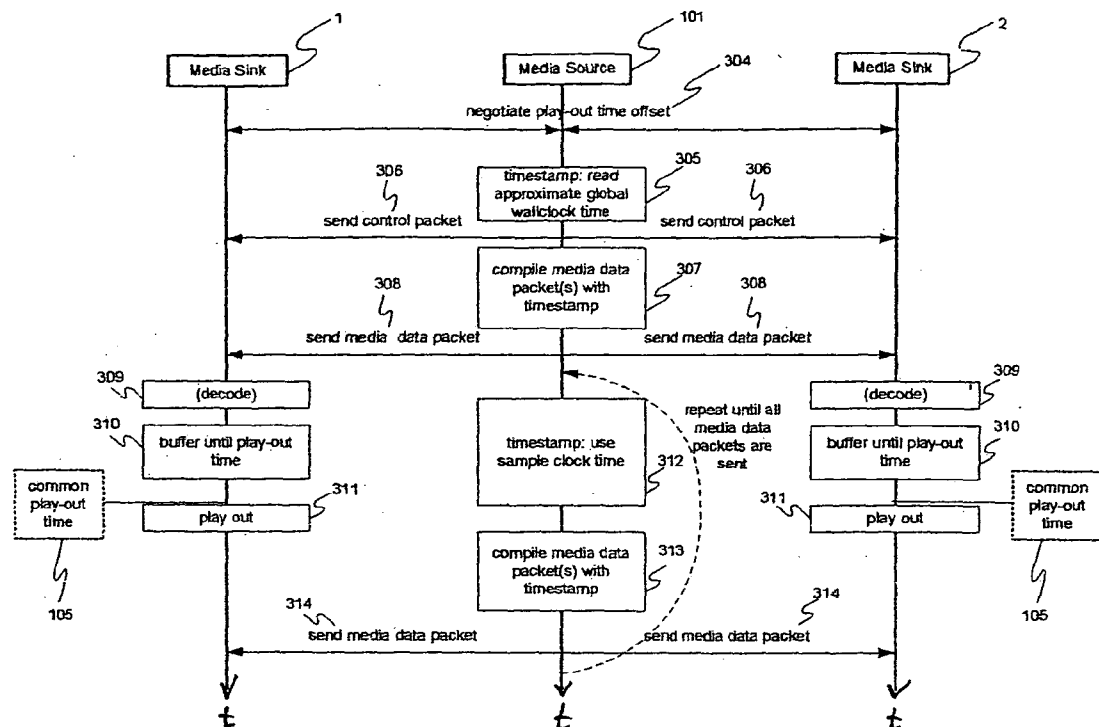 1
101
2
Media Sink
Media Source
Media Sink
304
negotiate play-out time offset
305
306
306
timestamp: read
approximate global
wallclock time
send control packet
send control packet
307
compile media data
packet(s) with
timestamp
308
308
send media data packet
send media data packet
309
(decode)
(decode)
309
310
buffer until play-out
time
timestamp: use
sample clock time
312
repeat until all
media data
packets are
sent
buffer until play-out
time
310
common
play-out
time
311
play out
311
play out
common
play-out
time
compile media data
packet(s) with
timestamp
313
105
105
314
314
send media data packet
send media data packet
t
t
t